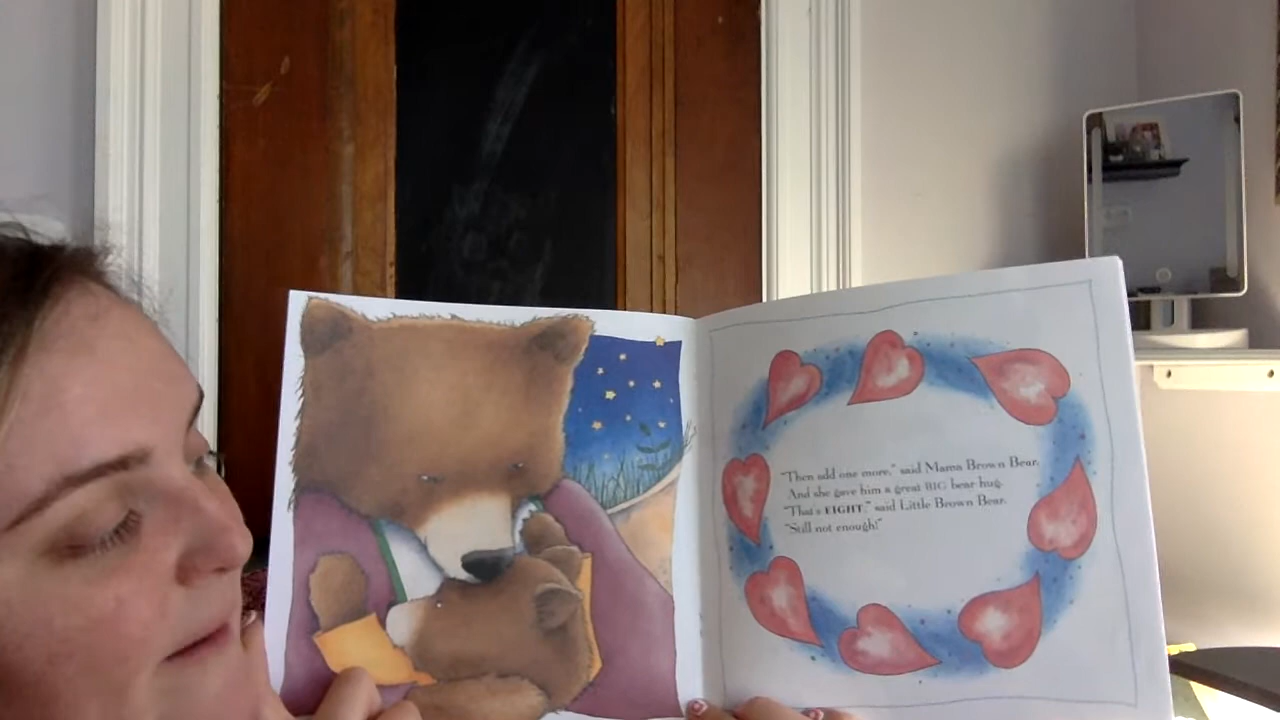 "Then add one more," said Mama Brown Bear.
And she gave him a great BIG bear hug.
"That's EIGHT," said Little Brown Bear.
"Still not enough!"